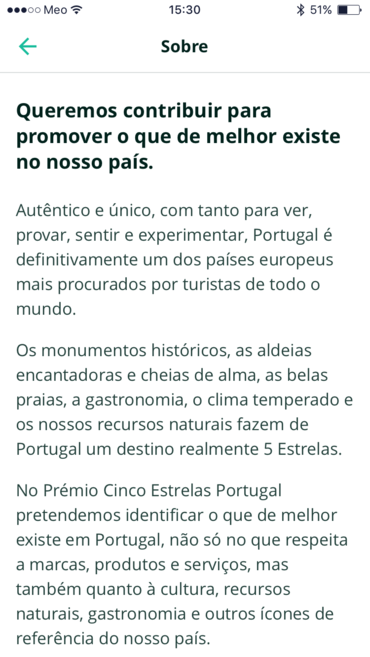 Meo 15:30 51%
Sobre
Queremos contribuir para
promover o que de melhor existe
no nosso país.
Autêntico e único, com tanto para ver,
provar, sentir e experimentar, Portugal é
definitivamente um dos países europeus
mais procurados por turistas de todo o
mundo.
Os monumentos históricos, as aldeias
encantadoras e cheias de alma, as belas
praias, a gastronomia, o clima temperado e
os nossos recursos naturais fazem de
Portugal um destino realmente 5 Estrelas.
No Prémio Cinco Estrelas Portugal
pretendemos identificar o que de melhor
existe em Portugal, não só no que respeita
a marcas, produtos e serviços, mas
também quanto à cultura, recursos
naturais, gastronomia e outros ícones de
referência do nosso país.